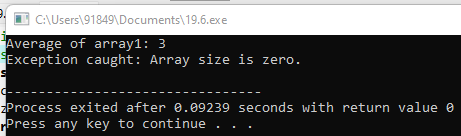 C:\Users\91849\Documents\19.6.exe
Average of array1: 3
Exception caught: Array size is zero.
--------------------------------
Process exited after 0.09239 seconds with return value 0
Press any key to continue . . .